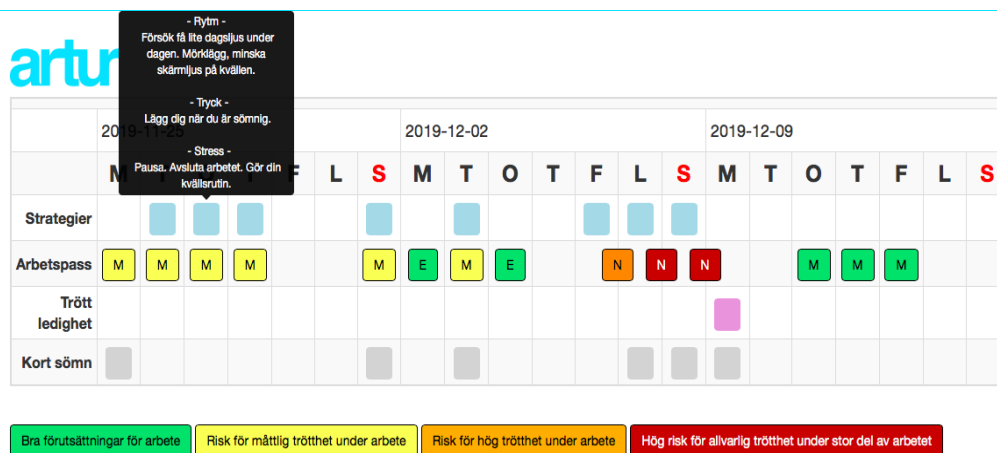 - Rytm -
Försök få lite dagsljus under
dagen. Mörklägg, minska
skärmljus på kvällen.
- Tryck -
Lägg dig när du är sömnig.
- Stress -
Pausa. Avsluta arbetet. Gör din
kvällsrutin.
artu
2019-11-25 2019-12-02 2019-12-09
M F L S M T O T F L S M T O T F L S
Strategier
Arbetspass M M M M M E M E N N N M M M
Trött
ledighet
Kort sömn
Bra förutsättningar för arbete Risk för måttlig trötthet under arbete Risk för hög trötthet under arbete Hög risk för allvarlig trötthet under stor del av arbetet